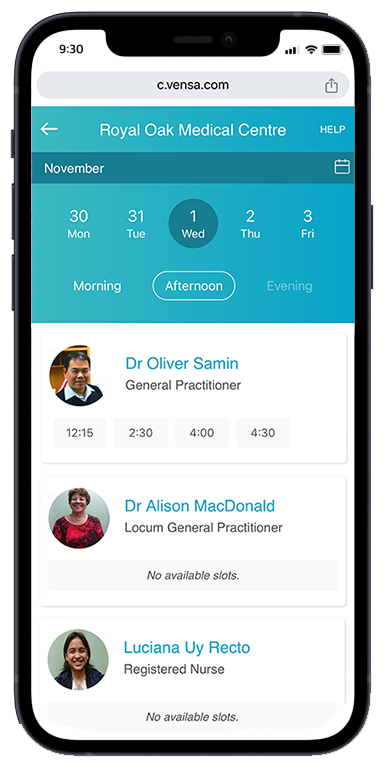 9:30
c.vensa.com
Royal Oak Medical Centre HELP
November
30 31 1 2 3
Mon Tue Wed Thu Fri
Morning Afternoon Evening
Dr Oliver Samin
General Practitioner
12:15 2:30 4:00 4:30
Dr Alison MacDonald
Locum General Practitioner
No available slots.
Luciana Uy Recto
Registered Nurse
No available slots.